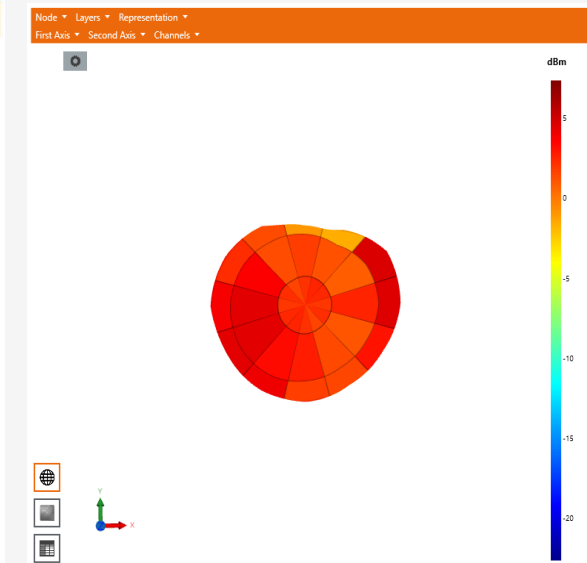 Node Layers Representation
First Axis Second Axis Channels
dBm
5
0
-5
-10
-15
-20
Y
X